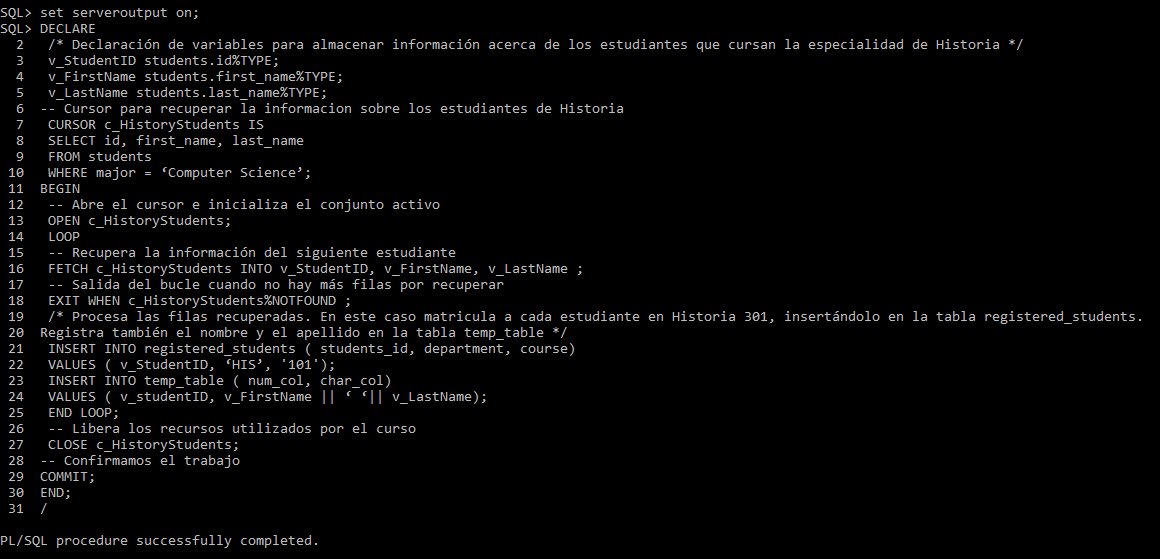 SQL> set serveroutput on;
SQL> DECLARE
2 /* Declaración de variables para almacenar información acerca de los estudiantes que cursan la especialidad de Historia */
3 v_StudentID students.id%TYPE;
4 v_FirstName students.first_name%TYPE;
5 v_LastName students.last_name%TYPE;
6 -- Cursor para recuperar la informacion sobre los estudiantes de Historia
7 CURSOR c_HistoryStudents IS
8 SELECT id, first_name, last_name
9 FROM students
10 WHERE major = ‘Computer Science’;
11 BEGIN
12 -- Abre el cursor e inicializa el conjunto activo
13 OPEN c_HistoryStudents;
14 LOOP
15 -- Recupera la información del siguiente estudiante
16 FETCH c_HistoryStudents INTO v_StudentID, v_FirstName, v_LastName ;
17 -- Salida del bucle cuando no hay más filas por recuperar
18 EXIT WHEN c_HistoryStudents%NOTFOUND ;
19 /* Procesa las filas recuperadas. En este caso matricula a cada estudiante en Historia 301, insertándolo en la tabla registered_students.
20 Registra también el nombre y el apellido en la tabla temp_table */
21 INSERT INTO registered_students ( students_id, department, course)
22 VALUES ( v_StudentID, ‘HIS’, '101');
23 INSERT INTO temp_table ( num_col, char_col)
24 VALUES ( v_studentID, v_FirstName || ‘ ‘|| v_LastName);
25 END LOOP;
26 -- Libera los recursos utilizados por el curso
27 CLOSE c_HistoryStudents;
28 -- Confirmamos el trabajo
29 COMMIT;
30 END;
31 /
PL/SQL procedure successfully completed.